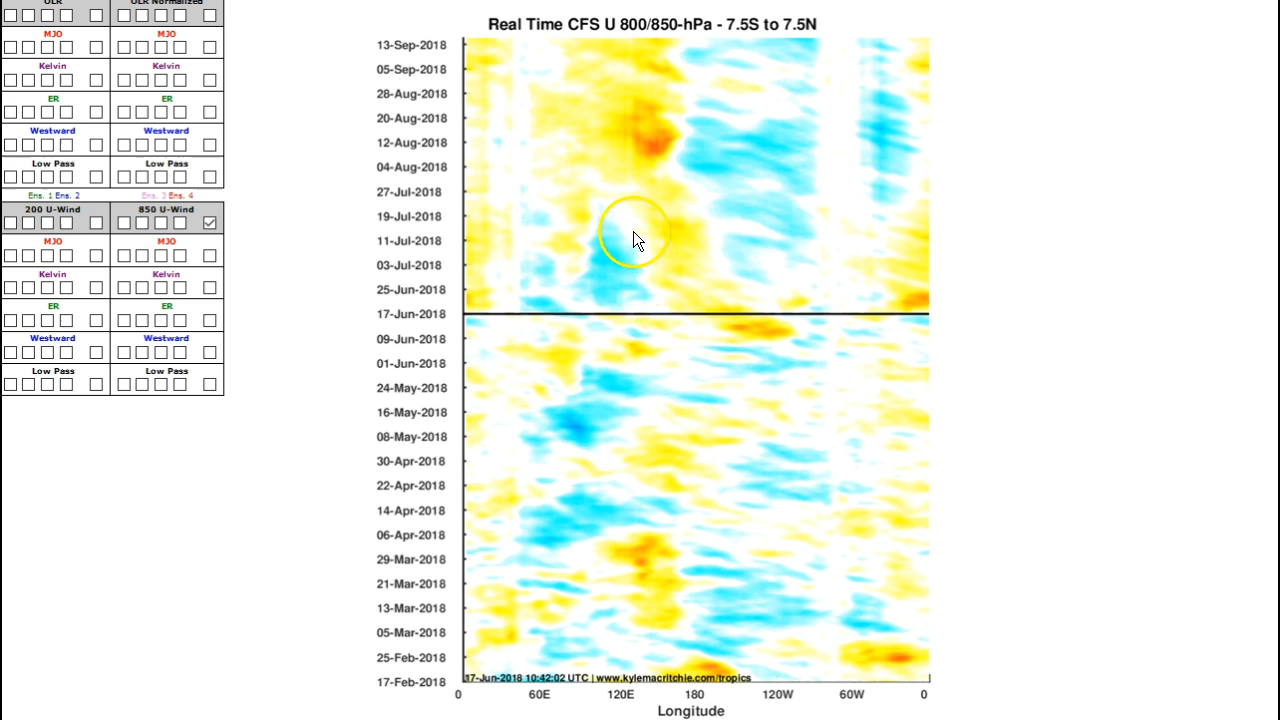 OLR OLR Normalized
MJO MJO
Kelvin Kelvin
ER ER
Westward Westward
Low Pass Low Pass
Ens. 1 Ens. 2 Ens. 3 Ens. 4
200 U-Wind 850 U-Wind
MJO MJO
Kelvin Kelvin
ER ER
Westward Westward
Low Pass Low Pass
Real Time CFS U 800/850-hPa - 7.5S to 7.5N
13-Sep-2018
05-Sep-2018
28-Aug-2018
20-Aug-2018
12-Aug-2018
04-Aug-2018
27-Jul-2018
19-Jul-2018
11-Jul-2018
03-Jul-2018
25-Jun-2018
17-Jun-2018
09-Jun-2018
01-Jun-2018
24-May-2018
16-May-2018
08-May-2018
30-Apr-2018
22-Apr-2018
14-Apr-2018
06-Apr-2018
29-Mar-2018
21-Mar-2018
13-Mar-2018
05-Mar-2018
25-Feb-2018
17-Feb-2018
17-Jun-2018 10:42:02 UTC | www.kylemacritchie.com/tropics
0 60E 120E 180 120W 60W 0
Longitude